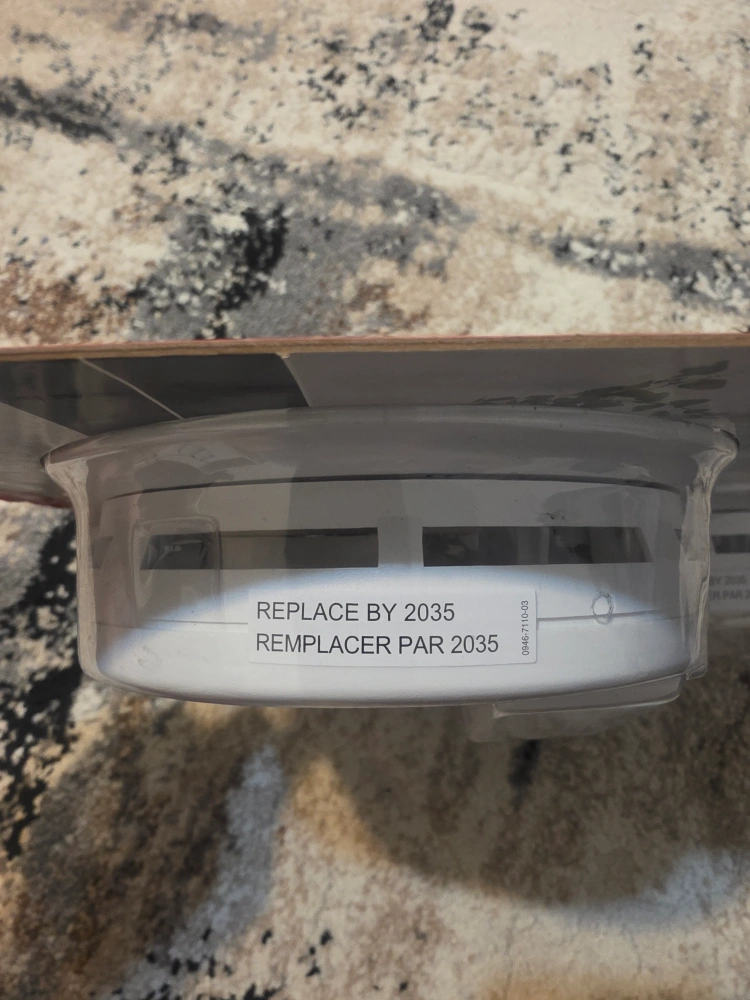 REPLACE BY 2035
REMPLACER PAR 2035
0946-7110-03